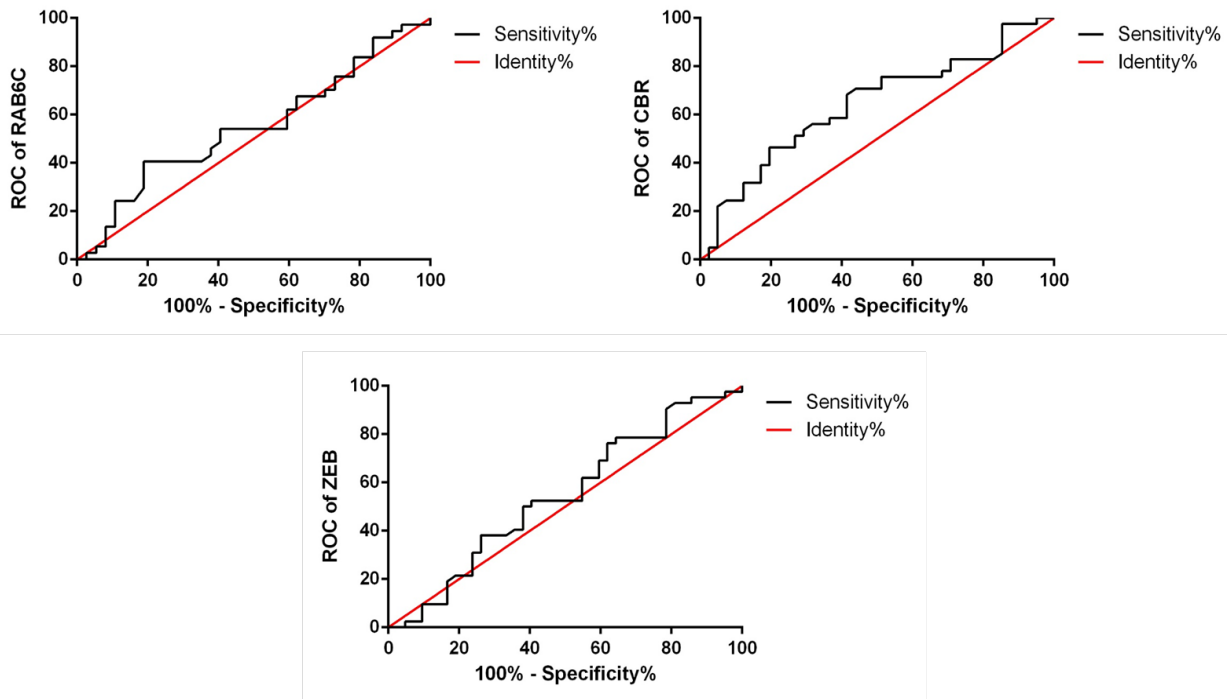 ROC of RAB6C
100
80
60
40
20
0
0 20 40 60 80 100
100% - Specificity%
Sensitivity%
Identity%
ROC of CBR
100
80
60
40
20
0
0 20 40 60 80 100
100% - Specificity%
Sensitivity%
Identity%
ROC of ZEB
100
80
60
40
20
0
0 20 40 60 80 100
100% - Specificity%
Sensitivity%
Identity%